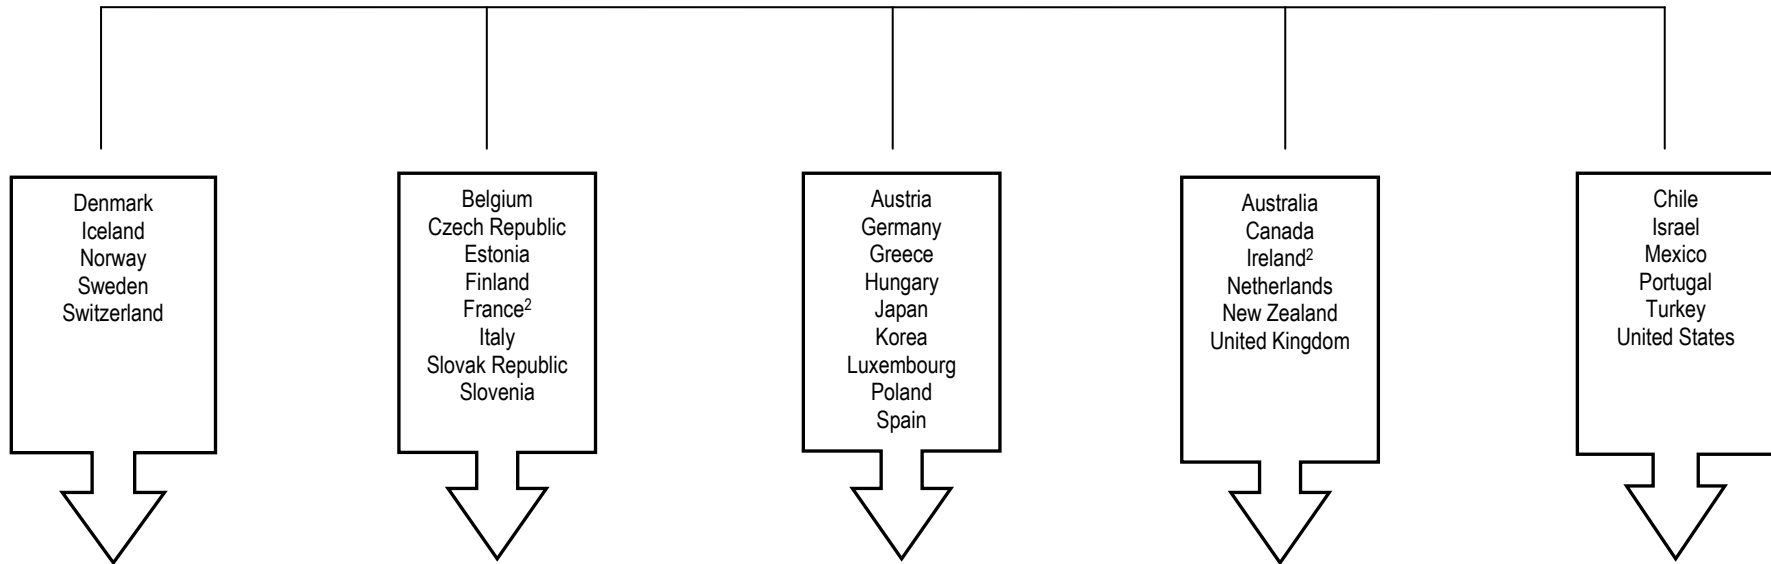 Denmark
Iceland
Norway
Sweden
Switzerland
Belgium
Czech Republic
Estonia
Finland
France²
Italy
Slovak Republic
Slovenia
Austria
Germany
Greece
Hungary
Japan
Korea
Luxembourg
Poland
Spain
Australia
Canada
Ireland²
Netherlands
New Zealand
United Kingdom
Chile
Israel
Mexico
Portugal
Turkey
United States